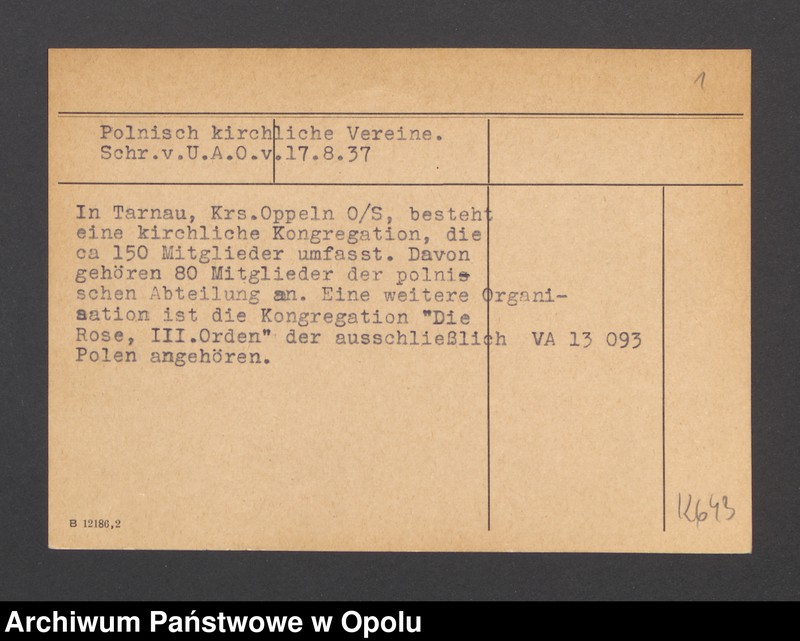 1
Polnisch kirchliche Vereine.
Schr.v.U.A.O.v.17.8.37
In Tarnau, Krs.Oppeln O/S, besteht
eine kirchliche Kongregation, die
ca 150 Mitglieder umfasst. Davon
gehören 80 Mitglieder der polni-
schen Abteilung an. Eine weitere Organi-
sation ist die Kongregation "Die
Rose, III.Orden" der ausschließlich VA 13 093
Polen angehören.
K643
B 12186,2
Archiwum Państwowe w Opolu